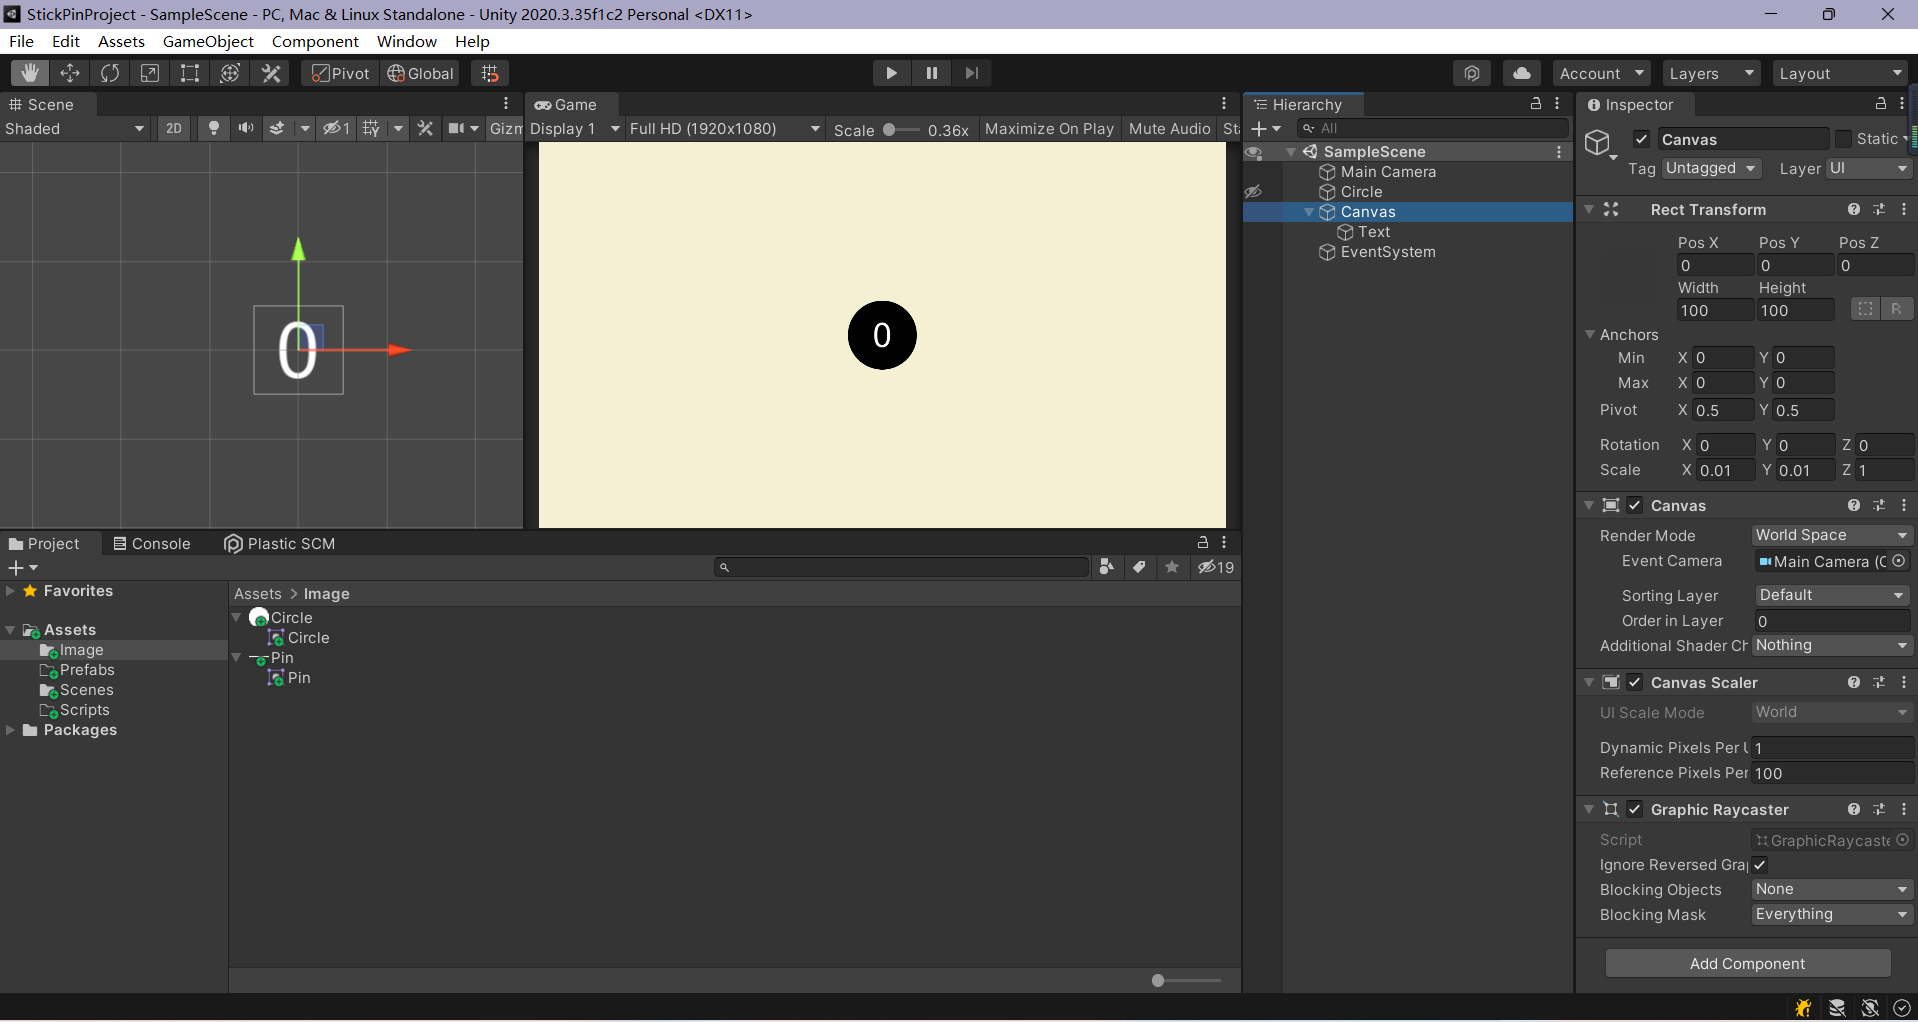 StickPinProject - SampleScene - PC, Mac & Linux Standalone - Unity 2020.3.35f1c2 Personal <DX11>
File Edit Assets GameObject Component Window Help
Pivot Global Account Layers Layout
Scene
Shaded 2D 1 Gizm
0
Game
Display 1 Full HD (1920x1080) Scale 0.36x Maximize On Play Mute Audio St
0
Hierarchy
All
SampleScene
Main Camera
Circle
Canvas
Text
EventSystem
Inspector
Canvas Static
Tag Untagged Layer UI
Rect Transform
Pos X Pos Y Pos Z
0 0 0
Width Height
100 100 R
Anchors
Min X 0 Y 0
Max X 0 Y 0
Pivot X 0.5 Y 0.5
Rotation X 0 Y 0 Z 0
Scale X 0.01 Y 0.01 Z 1
Canvas
Render Mode World Space
Event Camera Main Camera (C
Sorting Layer Default
Order in Layer 0
Additional Shader Ch Nothing
Canvas Scaler
UI Scale Mode World
Dynamic Pixels Per U 1
Reference Pixels Per 100
Graphic Raycaster
Script GraphicRaycaste
Ignore Reversed Grap
Blocking Objects None
Blocking Mask Everything
Add Component
Project Console Plastic SCM
19
Favorites
Assets
Image
Prefabs
Scenes
Scripts
Packages
Assets > Image
Circle
Circle
Pin
Pin